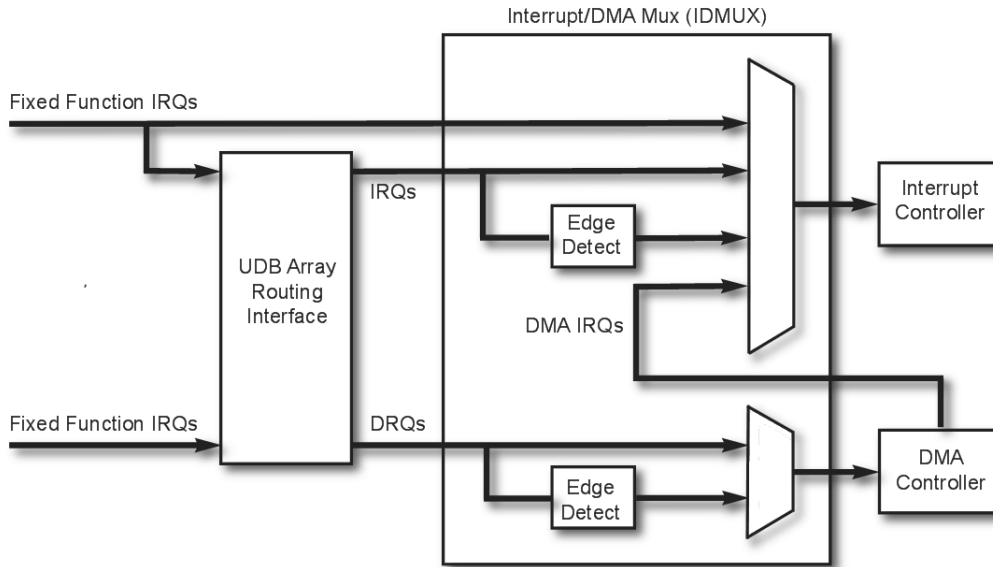 Interrupt/DMA Mux (IDMUX)
Fixed Function IRQs
IRQs
Edge
Detect
Interrupt
Controller
UDB Array
Routing
Interface
DMA IRQs
Fixed Function IRQs
DRQs
Edge
Detect
DMA
Controller